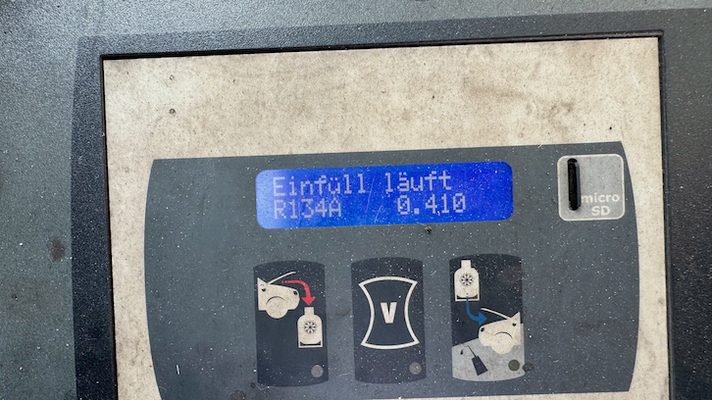 Einfüll läuft
R134A 0.410
micro
SD
V